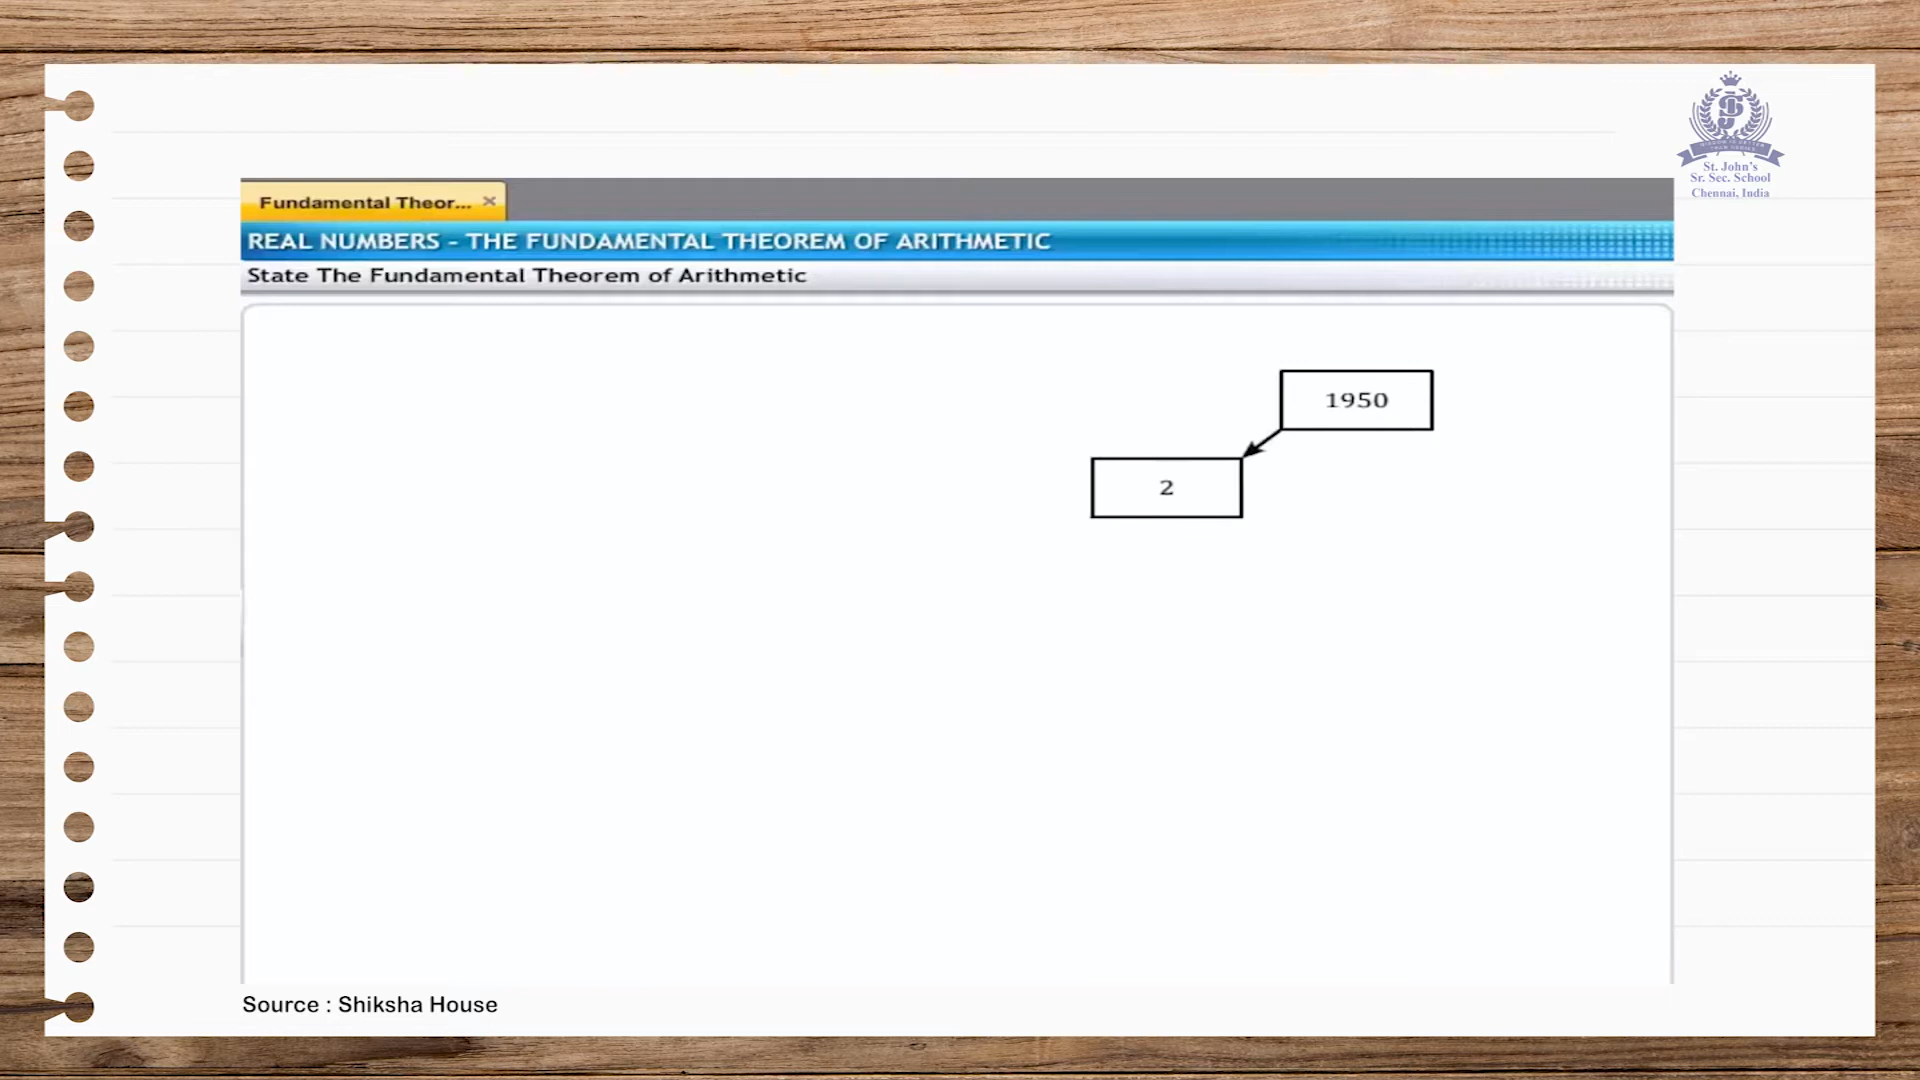 St. John's
Sr. Sec. School
Chennai, India
Fundamental Theor... ×
REAL NUMBERS - THE FUNDAMENTAL THEOREM OF ARITHMETIC
State The Fundamental Theorem of Arithmetic
1950
2
Source : Shiksha House